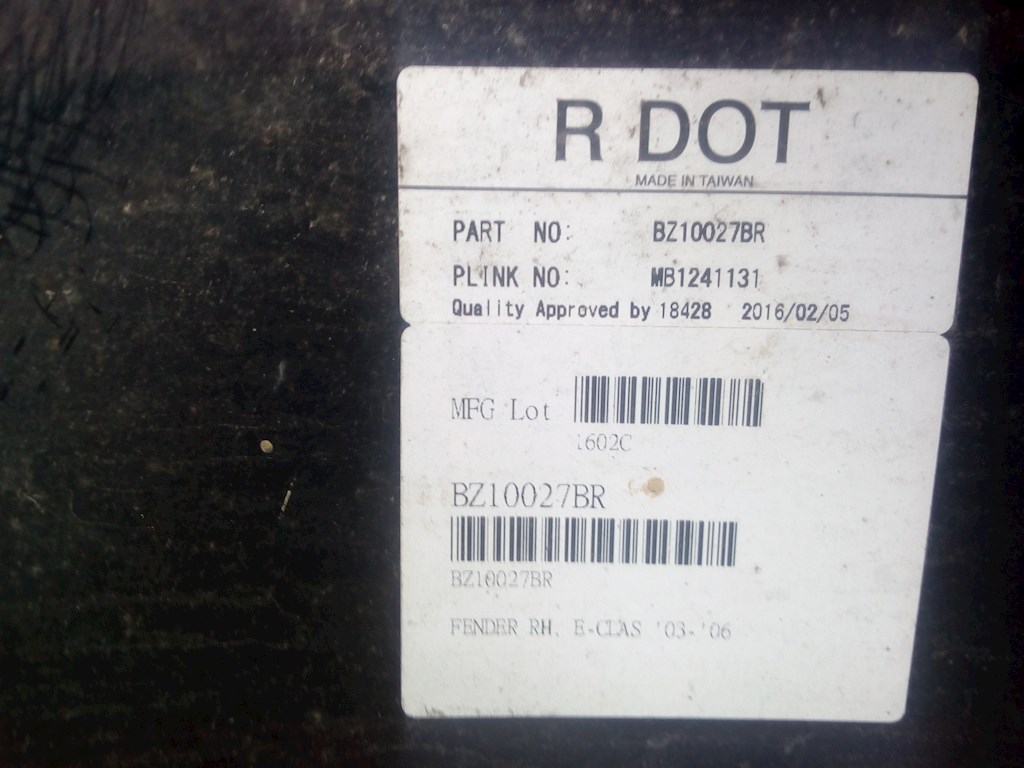 R DOT
MADE IN TAIWAN
PART NO: BZ10027BR
PLINK NO: MB1241131
Quality Approved by 18428 2016/02/05
MFG Lot
1602C
BZ10027BR
BZ10027BR
FENDER RH. E-CLAS '03-'06